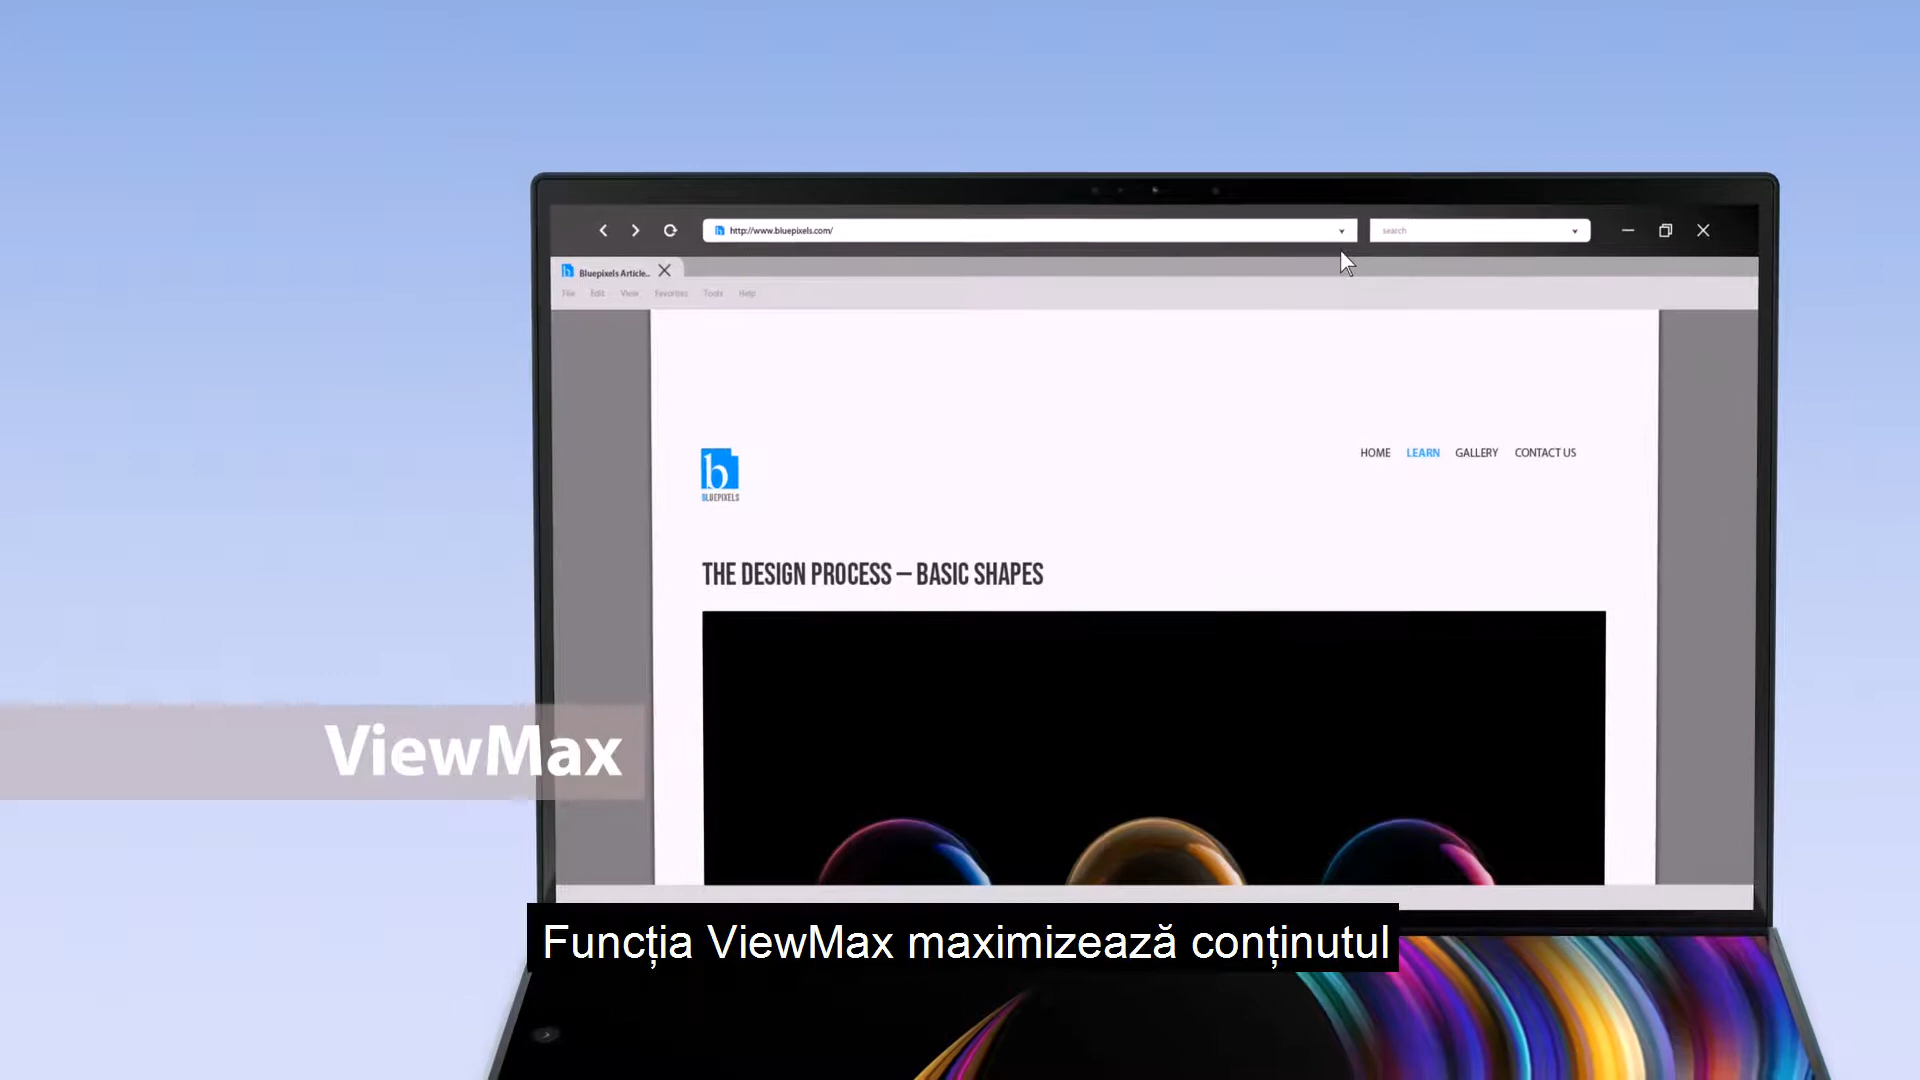 http://www.bluepixels.com/
search
Bluepixels Article..
File Edit View Favorities Tools Help
b
BLUEPIXELS
HOME LEARN GALLERY CONTACT US
THE DESIGN PROCESS – BASIC SHAPES
ViewMax
Funcția ViewMax maximizează conținutul